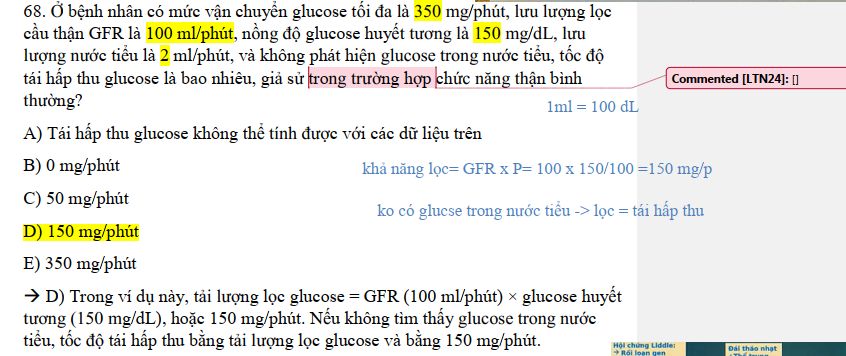 68. Ở bệnh nhân có mức vận chuyển glucose tối đa là 350 mg/phút, lưu lượng lọc
cầu thận GFR là 100 ml/phút, nồng độ glucose huyết tương là 150 mg/dL, lưu
lượng nước tiểu là 2 ml/phút, và không phát hiện glucose trong nước tiểu, tốc độ
tái hấp thu glucose là bao nhiêu, giả sử trong trường hợp chức năng thận bình
thường?
Commented [LTN24]: []
1ml = 100 dL
A) Tái hấp thu glucose không thể tính được với các dữ liệu trên
B) 0 mg/phút
khả năng lọc= GFR x P= 100 x 150/100 =150 mg/p
C) 50 mg/phút
ko có glucse trong nước tiểu -> lọc = tái hấp thu
D) 150 mg/phút
E) 350 mg/phút
→ D) Trong ví dụ này, tải lượng lọc glucose = GFR (100 ml/phút) × glucose huyết
tương (150 mg/dL), hoặc 150 mg/phút. Nếu không tìm thấy glucose trong nước
tiểu, tốc độ tái hấp thu bằng tải lượng lọc glucose và bằng 150 mg/phút.
Hội chứng Liddle:
→ Rối loạn gen
Đái tháo nhạt